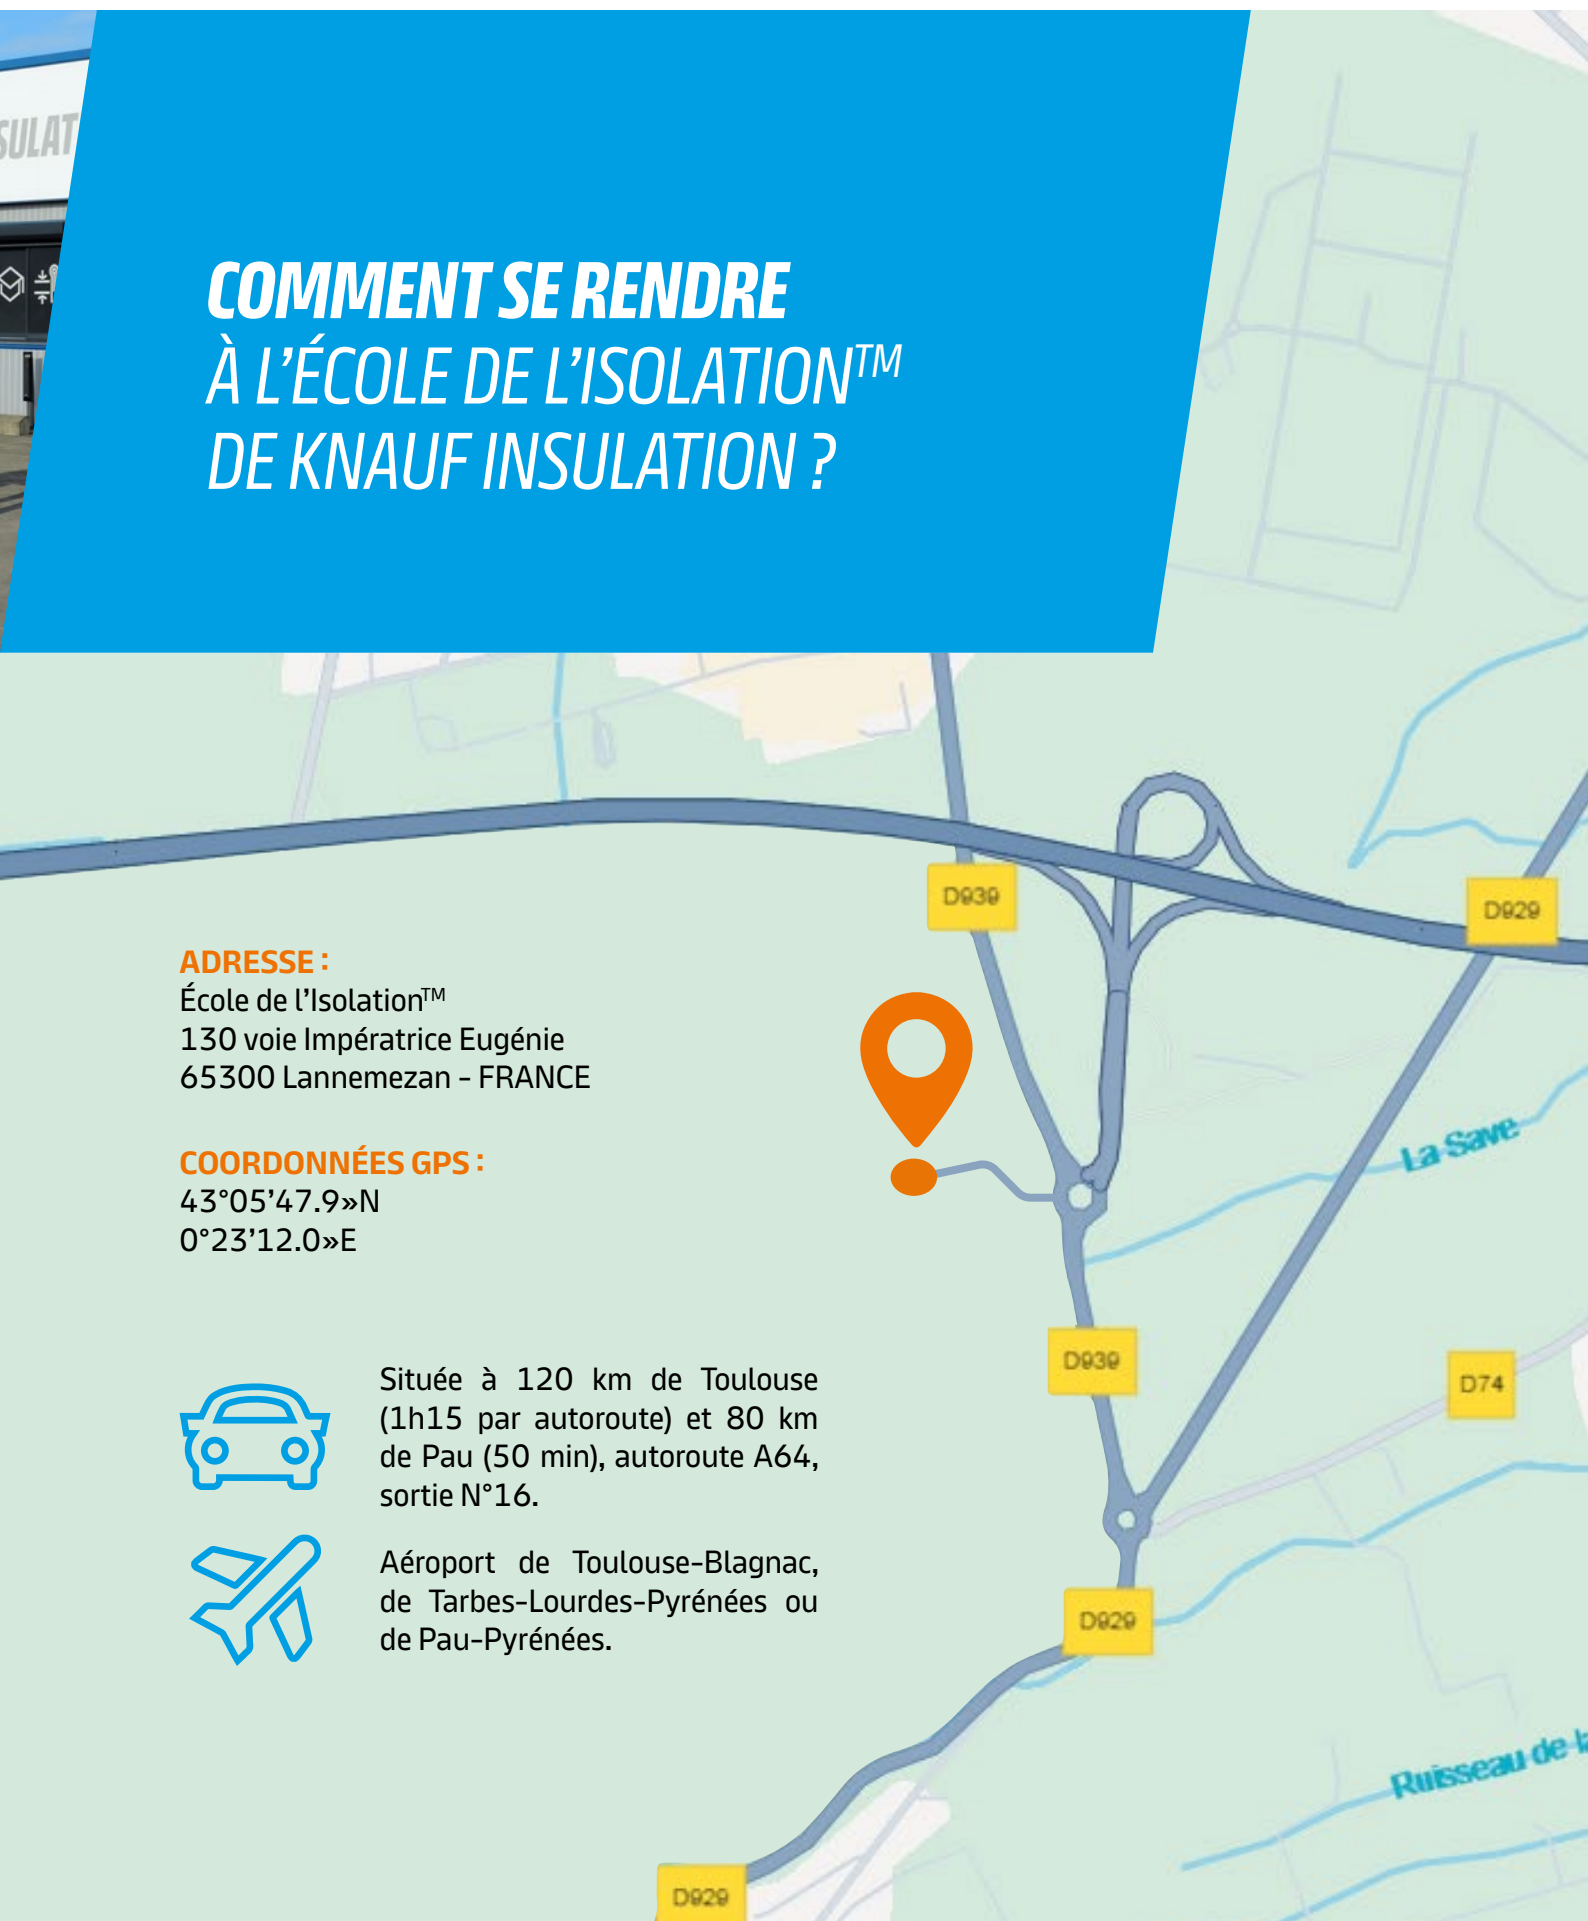 SULAT
COMMENT SE RENDRE
À L’ÉCOLE DE L’ISOLATION™
DE KNAUF INSULATION ?
D939
D929
ADRESSE :
École de l’Isolation™
130 voie Impératrice Eugénie
65300 Lannemezan - FRANCE
COORDONNÉES GPS :
43°05’47.9»N
0°23’12.0»E
La Save
D939
D74
Située à 120 km de Toulouse
(1h15 par autoroute) et 80 km
de Pau (50 min), autoroute A64,
sortie N°16.
Aéroport de Toulouse-Blagnac,
de Tarbes-Lourdes-Pyrénées ou
de Pau-Pyrénées.
D929
Ruisseau de la
D929